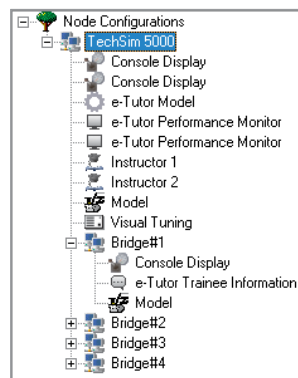 Node Configurations
TechSim 5000
Console Display
Console Display
e-Tutor Model
e-Tutor Performance Monitor
e-Tutor Performance Monitor
Instructor 1
Instructor 2
Model
Visual Tuning
Bridge#1
Console Display
e-Tutor Trainee Information
Model
Bridge#2
Bridge#3
Bridge#4